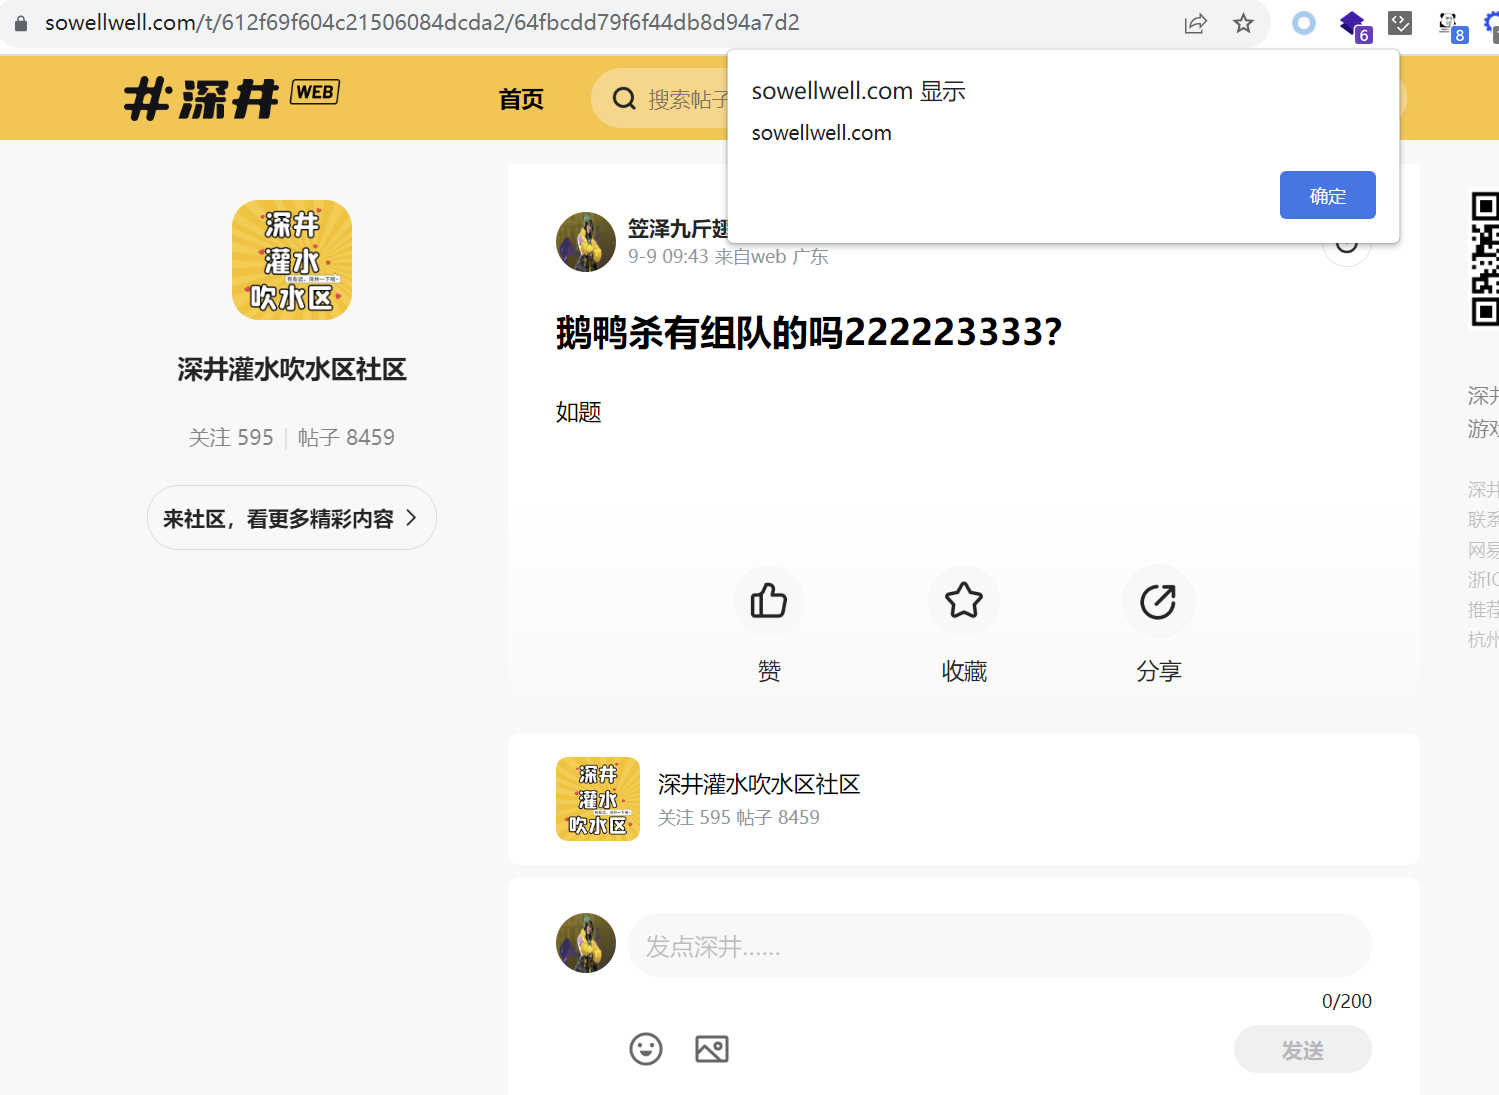 sowellwell.com/t/612f69f604c21506084dcda2/64fbcdd79f6f44db8d94a7d2
6
8
深井 WEB
首页
搜索帖子
sowellwell.com 显示
sowellwell.com
确定
深井
灌水
吹水区
深井灌水吹水区社区
关注 595
帖子 8459
来社区，看更多精彩内容
笠泽九斤翅
9-9 09:43 来自web 广东
鹅鸭杀有组队的吗222223333?
如题
赞
收藏
分享
深井
灌水
吹水区
深井灌水吹水区社区
关注 595 帖子 8459
发点深井......
0/200
发送
深井
游戏
深井
联系
网易
浙IC
推荐
杭州